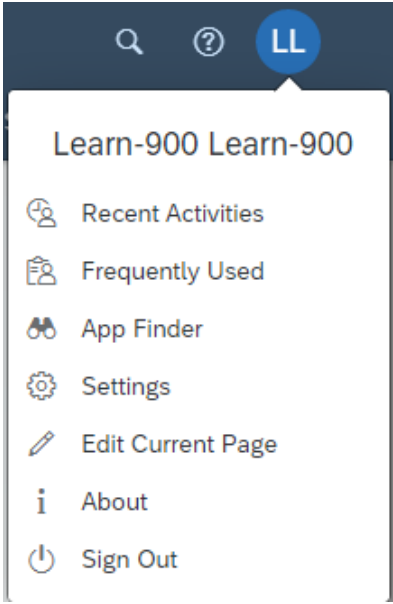 LL
Learn-900 Learn-900
Recent Activities
Frequently Used
App Finder
Settings
Edit Current Page
About
Sign Out